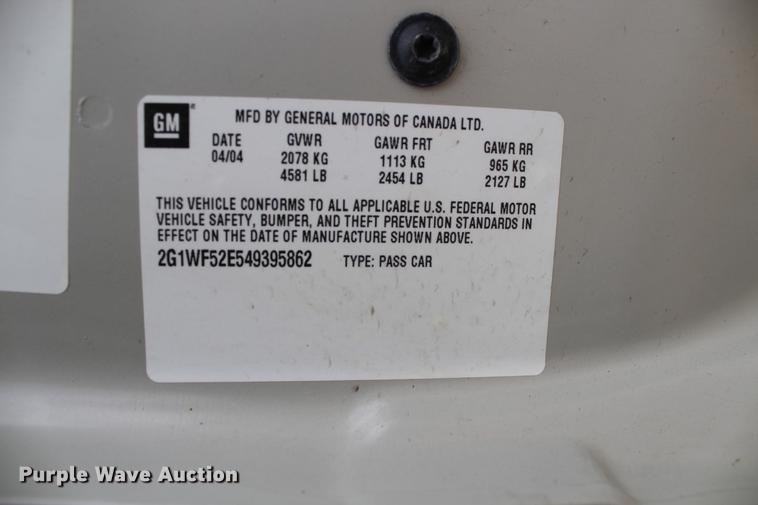 GM
MFD BY GENERAL MOTORS OF CANADA LTD.
DATE GVWR GAWR FRT GAWR RR
04/04 2078 KG 1113 KG 965 KG
4581 LB 2454 LB 2127 LB
THIS VEHICLE CONFORMS TO ALL APPLICABLE U.S. FEDERAL MOTOR
VEHICLE SAFETY, BUMPER, AND THEFT PREVENTION STANDARDS IN
EFFECT ON THE DATE OF MANUFACTURE SHOWN ABOVE.
2G1WF52E549395862 TYPE: PASS CAR
Purple Wave Auction